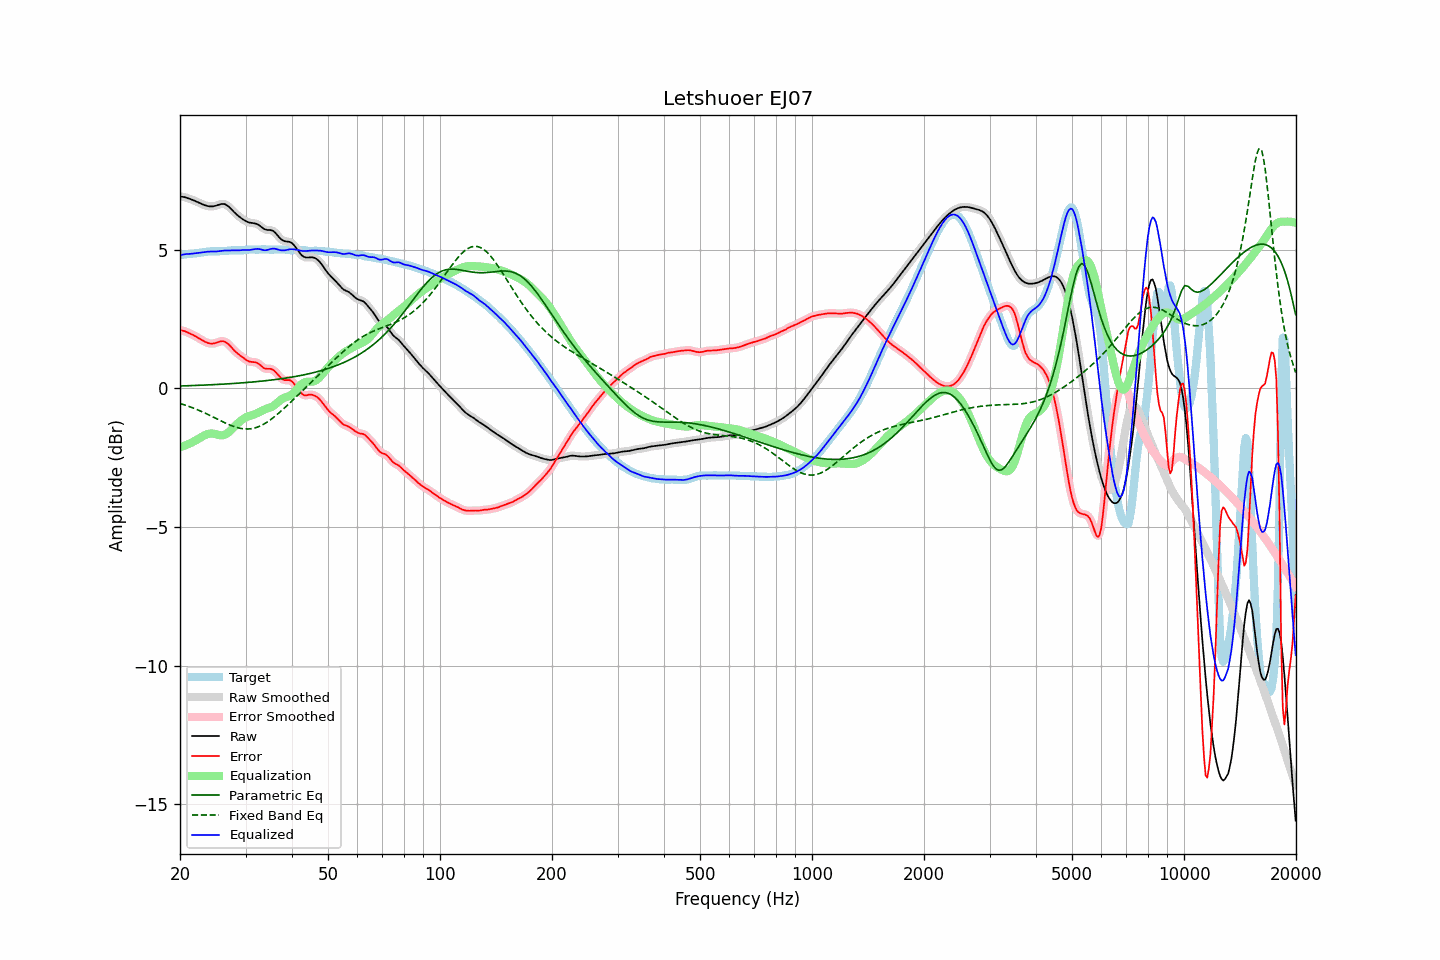 Letshuoer EJ07
Amplitude (dBr)
5
0
−5
−10
−15
Target
Raw Smoothed
Error Smoothed
Raw
Error
Equalization
Parametric Eq
Fixed Band Eq
Equalized
20 50 100 200 500 1000 2000 5000 10000 20000
Frequency (Hz)